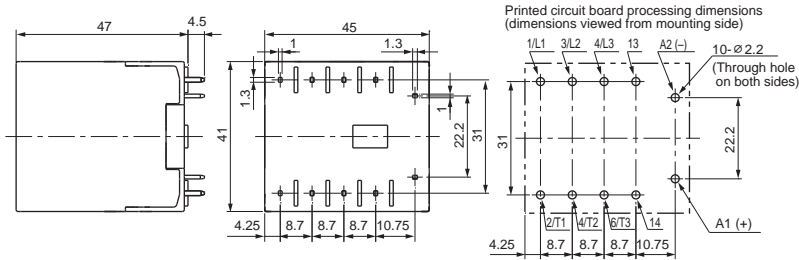 Printed circuit board processing dimensions
(dimensions viewed from mounting side)
47
4.5
45
1
1.3
1/L1
3/L2
4/L3
13
A2 (–)
10-Ø2.2
(Through hole
on both sides)
1.3
41
1
22.2
31
31
22.2
4.25
8.7
8.7
8.7
10.75
2/T1
4/T2
6/T3
14
A1 (+)
4.25
8.7
8.7
8.7
10.75